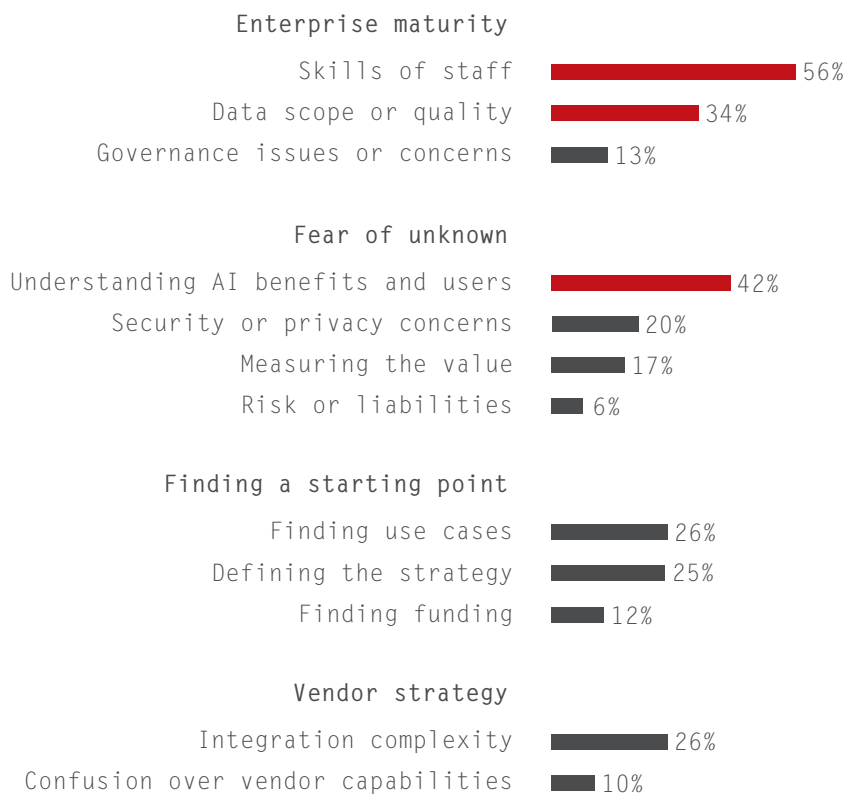 Enterprise maturity
Skills of staff 56%
Data scope or quality 34%
Governance issues or concerns 13%
Fear of unknown
Understanding AI benefits and users 42%
Security or privacy concerns 20%
Measuring the value 17%
Risk or liabilities 6%
Finding a starting point
Finding use cases 26%
Defining the strategy 25%
Finding funding 12%
Vendor strategy
Integration complexity 26%
Confusion over vendor capabilities 10%